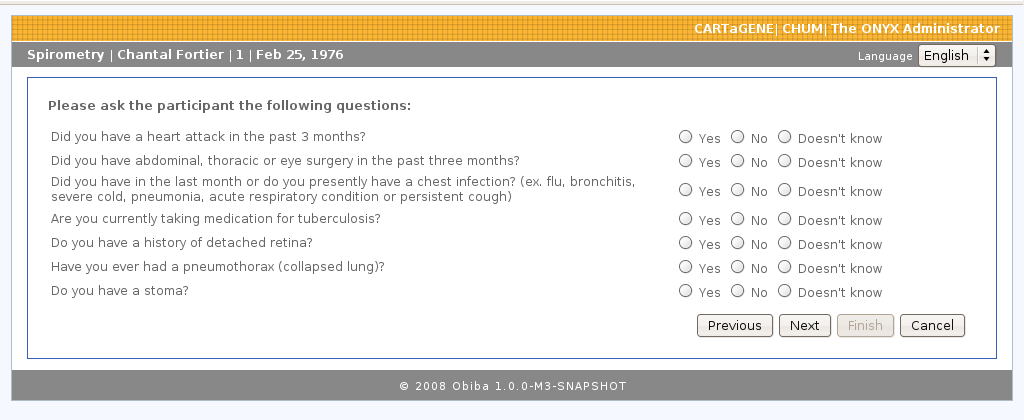 CARTaGENE| CHUM| The ONYX Administrator
Spirometry | Chantal Fortier | 1 | Feb 25, 1976 Language English
Please ask the participant the following questions:
Did you have a heart attack in the past 3 months? Yes No Doesn't know
Did you have abdominal, thoracic or eye surgery in the past three months? Yes No Doesn't know
Did you have in the last month or do you presently have a chest infection? (ex. flu, bronchitis,
severe cold, pneumonia, acute respiratory condition or persistent cough) Yes No Doesn't know
Are you currently taking medication for tuberculosis? Yes No Doesn't know
Do you have a history of detached retina? Yes No Doesn't know
Have you ever had a pneumothorax (collapsed lung)? Yes No Doesn't know
Do you have a stoma? Yes No Doesn't know
Previous Next Finish Cancel
© 2008 Obiba 1.0.0-M3-SNAPSHOT